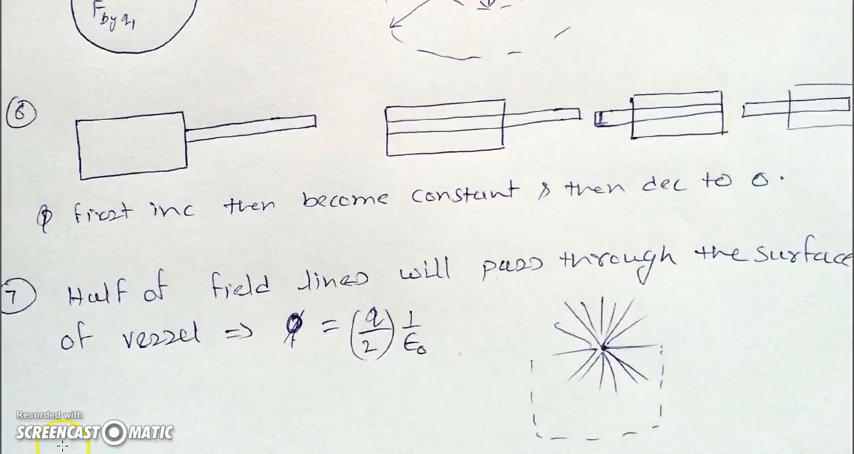 F by q1
6
ϕ first inc then become constant & then dec to 0.
7 Half of field lines will pass through the surface
of vessel ⇒ ϕ = (q/2) 1/ε0
Recorded with
SCREENCAST O MATIC